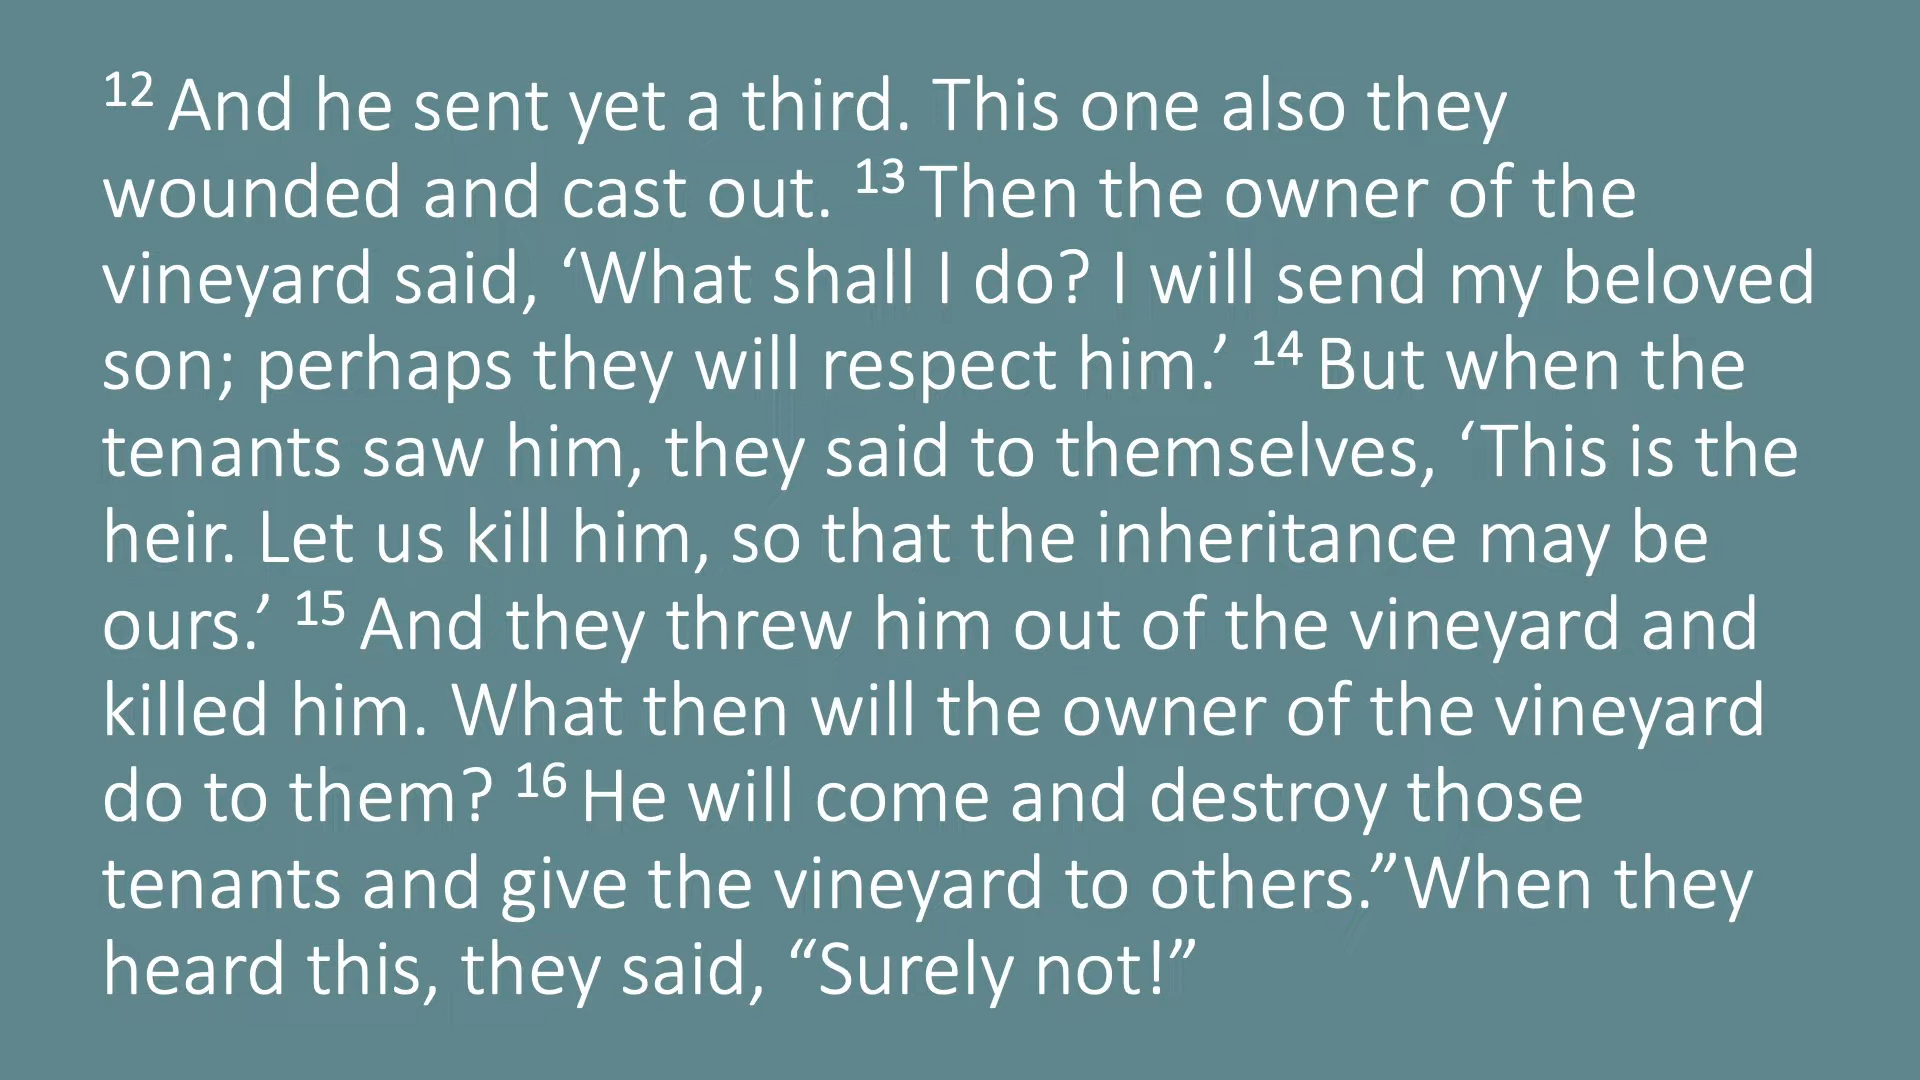 12 And he sent yet a third. This one also they
wounded and cast out. 13 Then the owner of the
vineyard said, ‘What shall I do? I will send my beloved
son; perhaps they will respect him.’ 14 But when the
tenants saw him, they said to themselves, ‘This is the
heir. Let us kill him, so that the inheritance may be
ours.’ 15 And they threw him out of the vineyard and
killed him. What then will the owner of the vineyard
do to them? 16 He will come and destroy those
tenants and give the vineyard to others.”When they
heard this, they said, “Surely not!”